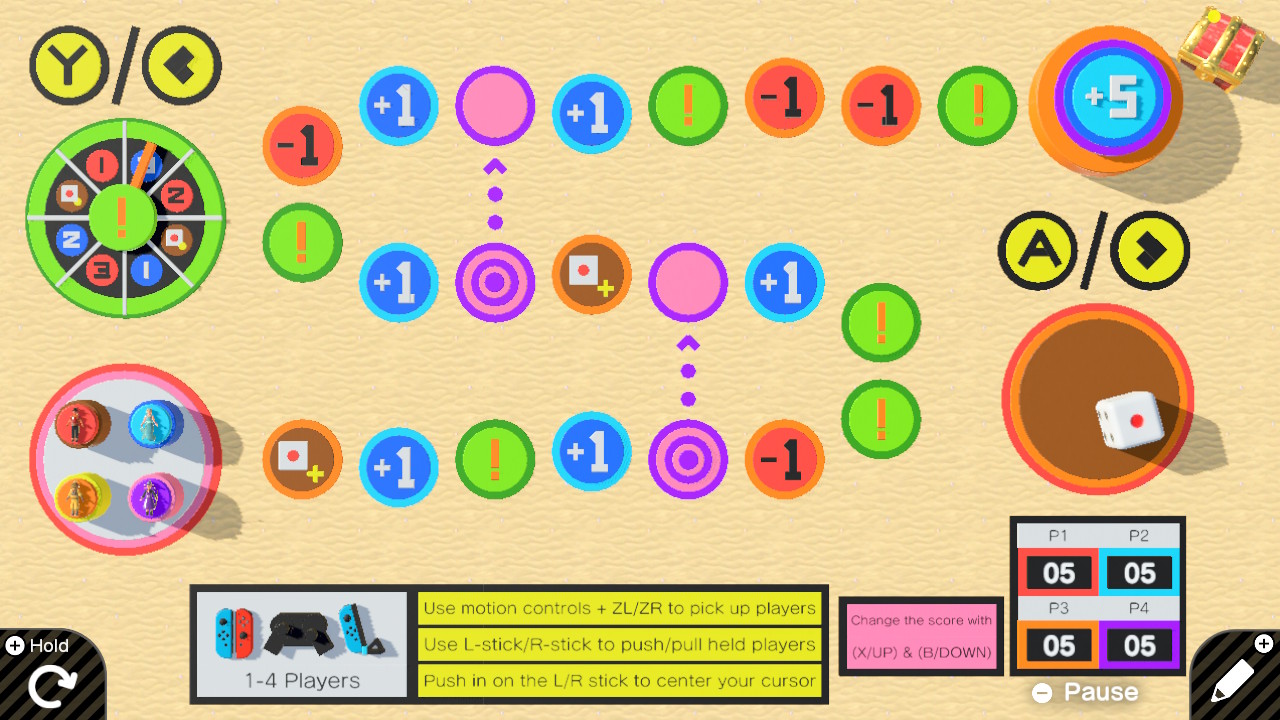 Y /
+1
+1
!
-1
-1
!
+5
-1
1 2 2 1 3 2 !
!
+1
+
+1
A /
!
!
+
+1
!
+1
-1
P1 P2
05 05
P3 P4
05 05
Use motion controls + ZL/ZR to pick up players
Use L-stick/R-stick to push/pull held players
Push in on the L/R stick to center your cursor
1-4 Players
Change the score with
(X/UP) & (B/DOWN)
+ Hold
- Pause
+